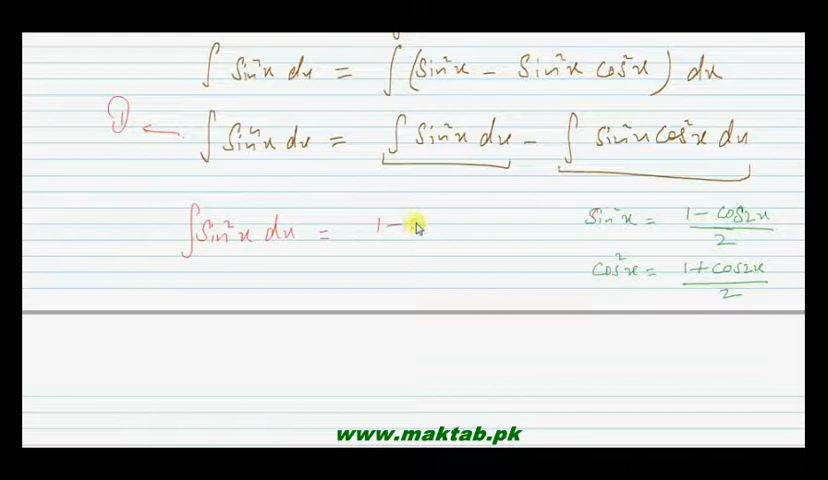 ∫ Sin⁴x dx = ∫ (Sin²x − Sin²x Cos²x) dx
① ← ∫ Sin⁴x dx = ∫ Sin²x dx − ∫ Sin²x Cos²x dx
∫ Sin²x dx = 1 −
Sin²x = (1 − Cos2x)/2
Cos²x = (1 + Cos2x)/2
www.maktab.pk